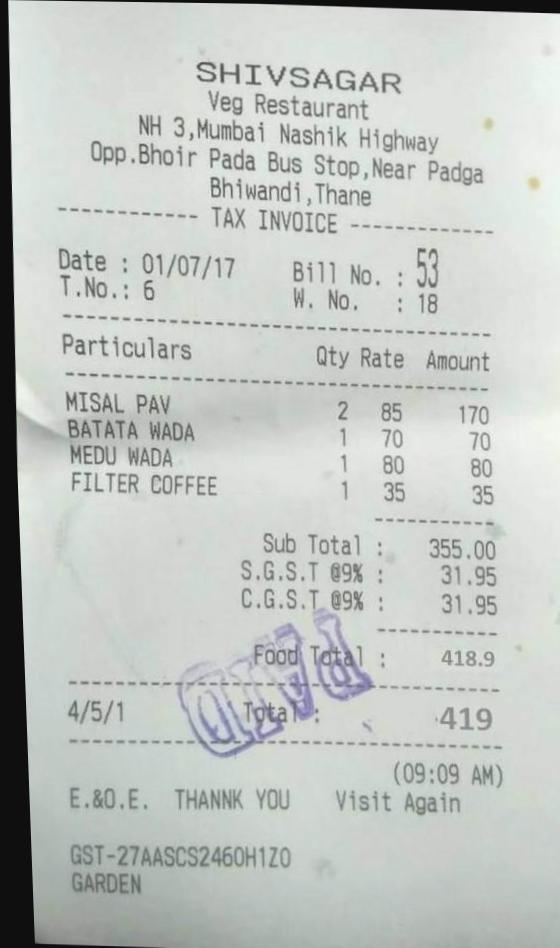 SHIVSAGAR
Veg Restaurant
NH 3,Mumbai Nashik Highway
Opp.Bhoir Pada Bus Stop,Near Padga
Bhiwandi,Thane
------------ TAX INVOICE ------------
Date : 01/07/17 Bill No. : 53
T.No.: 6 W. No. : 18
Particulars Qty Rate Amount
MISAL PAV 2 85 170
BATATA WADA 1 70 70
MEDU WADA 1 80 80
FILTER COFFEE 1 35 35
Sub Total : 355.00
S.G.S.T @9% : 31.95
C.G.S.T @9% : 31.95
Food Total : 418.9
PAID
4/5/1 Total : 419
(09:09 AM)
E.&O.E. THANNK YOU Visit Again
GST-27AASCS2460H1Z0
GARDEN